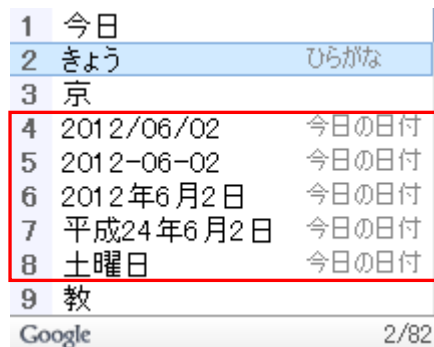 1 今日
2 きょう ひらがな
3 京
4 2012/06/02 今日の日付
5 2012-06-02 今日の日付
6 2012年6月2日 今日の日付
7 平成24年6月2日 今日の日付
8 土曜日 今日の日付
9 教
Google 2/82